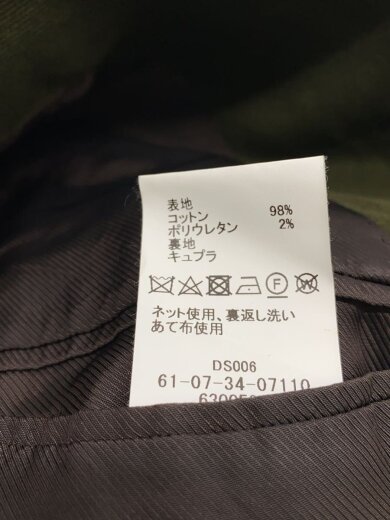 表地
コットン 98%
ポリウレタン 2%
裏地
キュプラ
ネット使用、裏返し洗い
あて布使用
DS006
61-07-34-07110